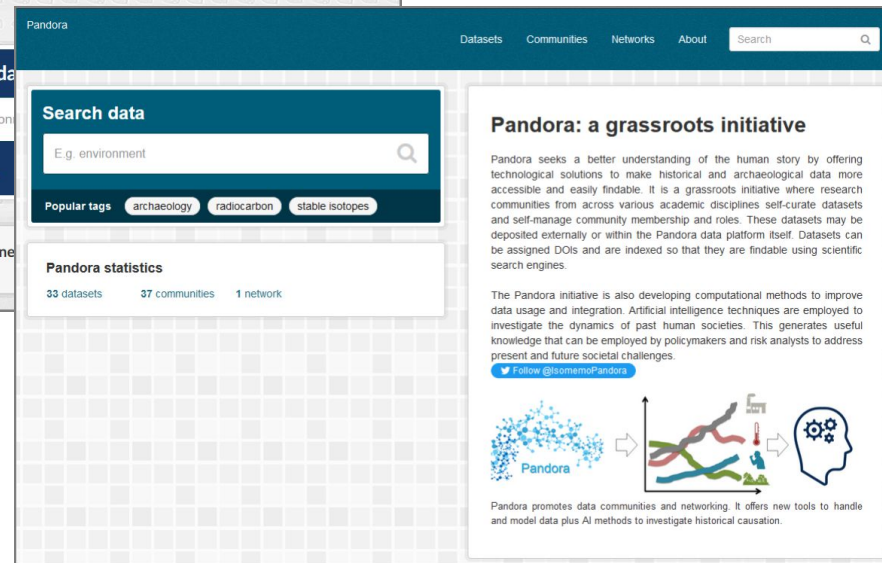 Pandora
Datasets Communities Networks About Search
Search data
E.g. environment
Popular tags archaeology radiocarbon stable isotopes
Pandora statistics
33 datasets 37 communities 1 network
Pandora: a grassroots initiative
Pandora seeks a better understanding of the human story by offering
technological solutions to make historical and archaeological data more
accessible and easily findable. It is a grassroots initiative where research
communities from across various academic disciplines self-curate datasets
and self-manage community membership and roles. These datasets may be
deposited externally or within the Pandora data platform itself. Datasets can
be assigned DOIs and are indexed so that they are findable using scientific
search engines.
The Pandora initiative is also developing computational methods to improve
data usage and integration. Artificial intelligence techniques are employed to
investigate the dynamics of past human societies. This generates useful
knowledge that can be employed by policymakers and risk analysts to address
present and future societal challenges.
Follow @IsomemoPandora
Pandora
Pandora promotes data communities and networking. It offers new tools to handle
and model data plus AI methods to investigate historical causation.